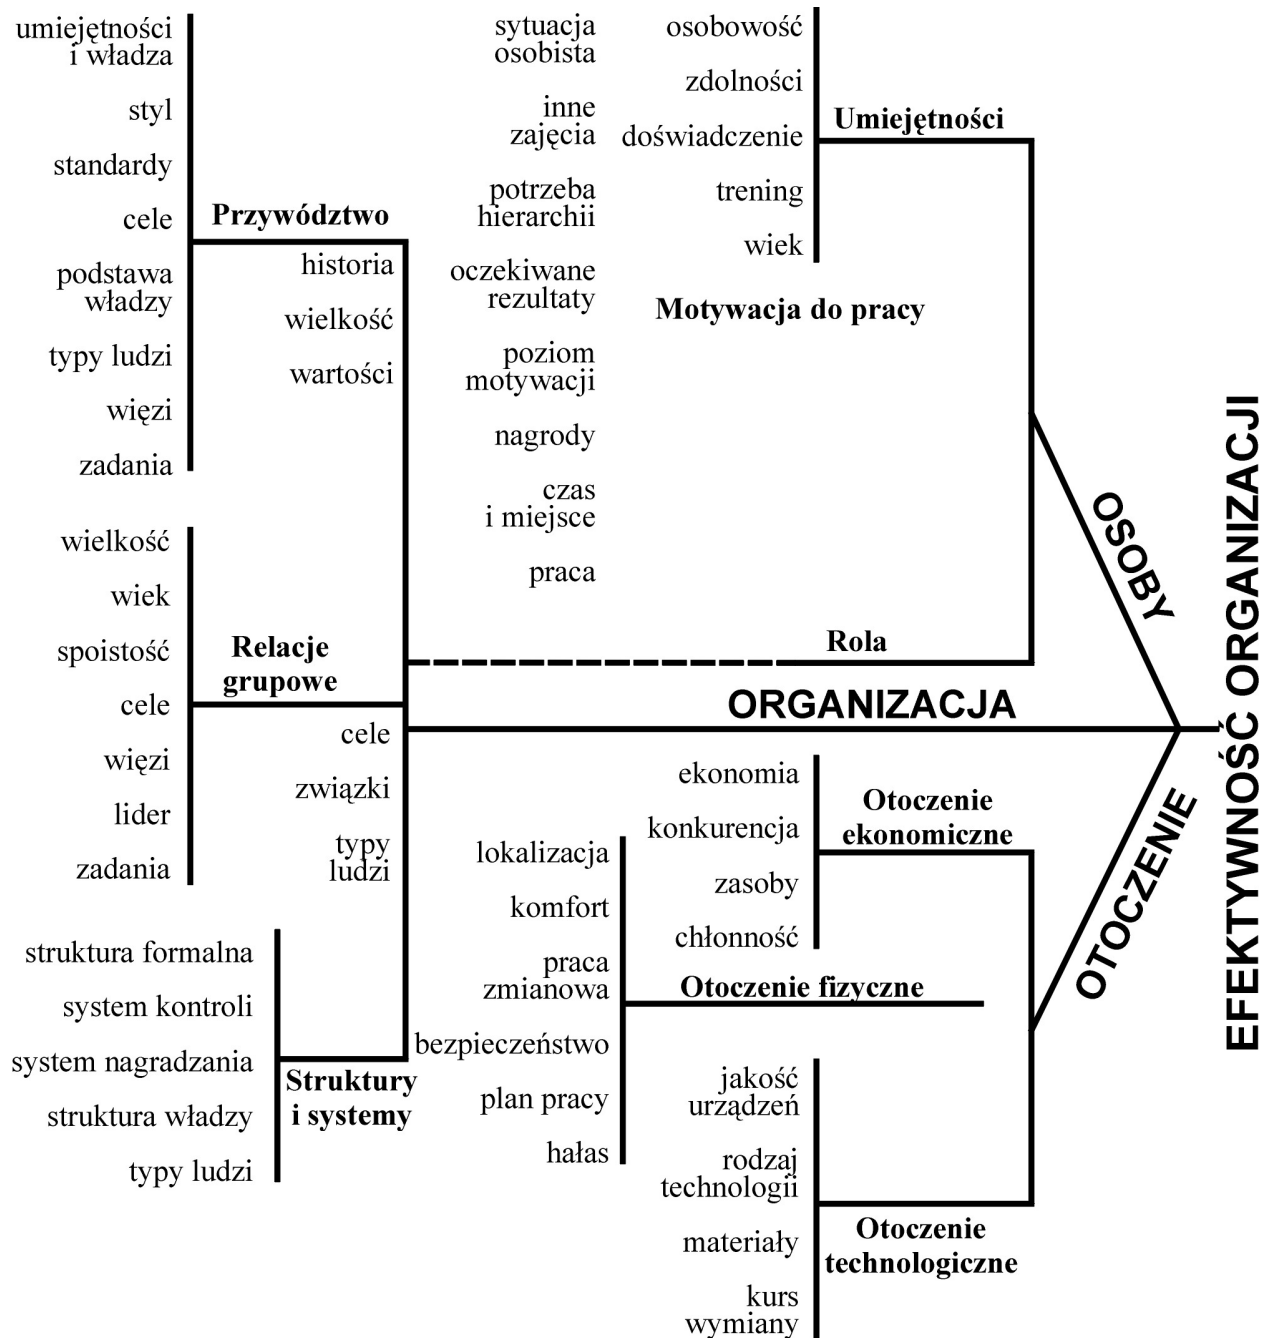 umiejętności
i władza
styl
standardy
cele
podstawa
władzy
typy ludzi
więzi
zadania
Przywództwo
historia
wielkość
wartości
sytuacja
osobista
inne
zajęcia
potrzeba
hierarchii
oczekiwane
rezultaty
poziom
motywacji
nagrody
czas
i miejsce
praca
osobowość
zdolności
doświadczenie
trening
wiek
Umiejętności
Motywacja do pracy
wielkość
wiek
spoistość
cele
więzi
lider
zadania
Relacje
grupowe
cele
związki
typy
ludzi
Rola
ORGANIZACJA
OSOBY
OTOCZENIE
EFEKTYWNOŚĆ ORGANIZACJI
struktura formalna
system kontroli
system nagradzania
struktura władzy
typy ludzi
Struktury
i systemy
lokalizacja
komfort
praca
zmianowa
bezpieczeństwo
plan pracy
hałas
ekonomia
konkurencja
zasoby
chłonność
Otoczenie
ekonomiczne
Otoczenie fizyczne
jakość
urządzeń
rodzaj
technologii
materiały
kurs
wymiany
Otoczenie
technologiczne